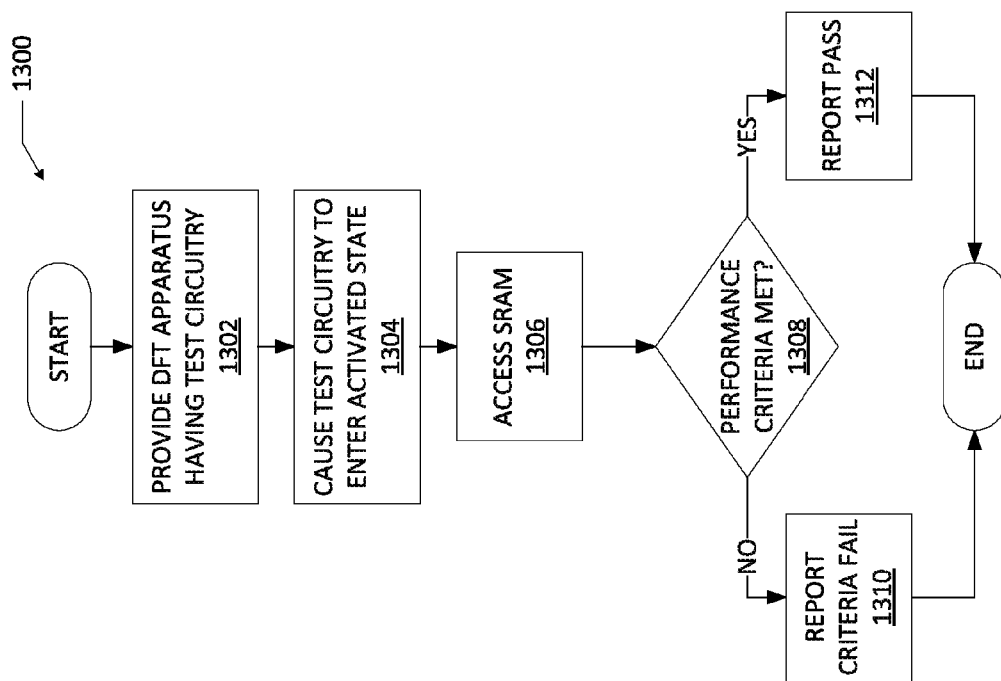 1300
START
PROVIDE DFT APPARATUS
HAVING TEST CIRCUITRY
1302
CAUSE TEST CIRCUITRY TO
ENTER ACTIVATED STATE
1304
ACCESS SRAM
1306
PERFORMANCE
CRITERIA MET?
1308
NO
YES
REPORT
CRITERIA FAIL
1310
REPORT PASS
1312
END